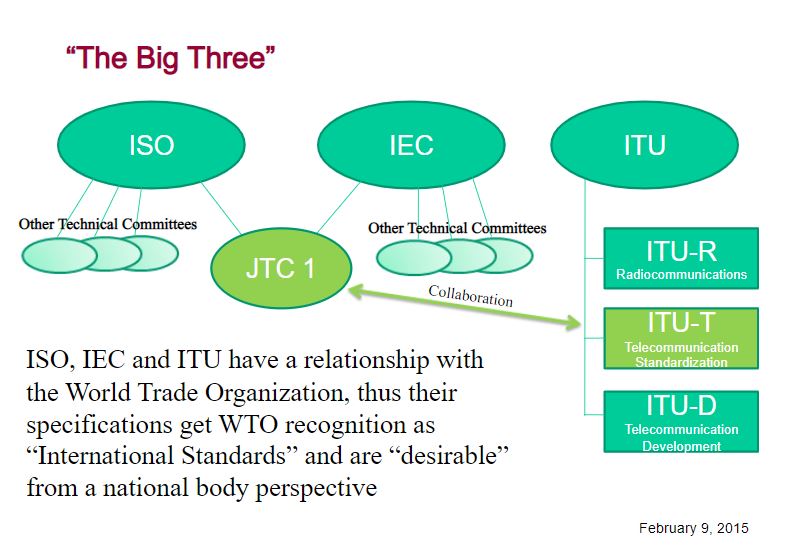 “The Big Three”
ISO
IEC
ITU
Other Technical Committees
Other Technical Committees
JTC 1
Collaboration
ITU-R
Radiocommunications
ITU-T
Telecommunication
Standardization
ITU-D
Telecommunication
Development
ISO, IEC and ITU have a relationship with
the World Trade Organization, thus their
specifications get WTO recognition as
“International Standards” and are “desirable”
from a national body perspective
February 9, 2015